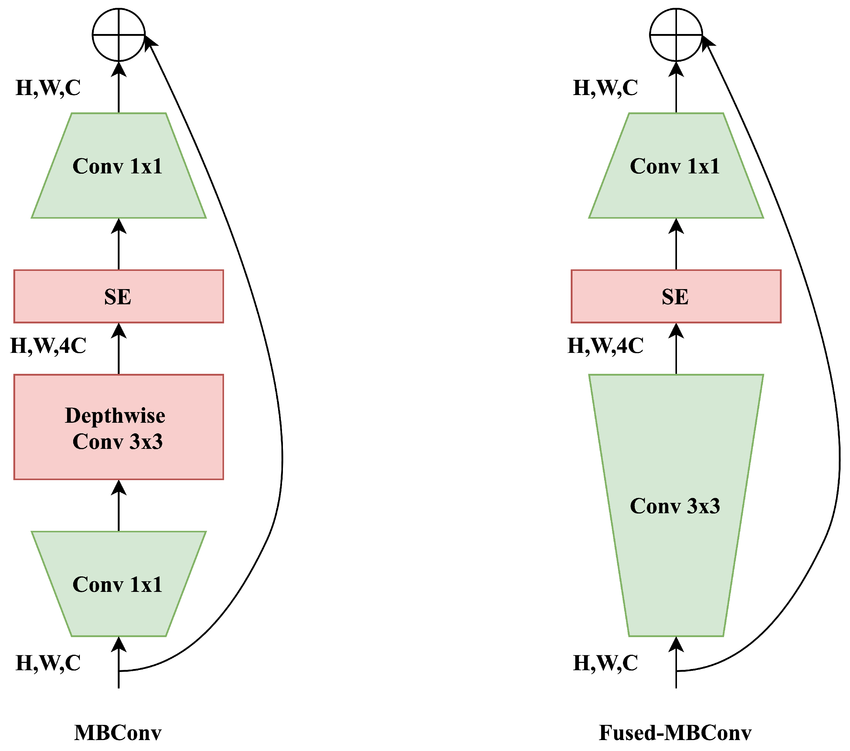 H,W,C
Conv 1x1
SE
H,W,4C
Depthwise
Conv 3x3
Conv 1x1
H,W,C
MBConv
H,W,C
Conv 1x1
SE
H,W,4C
Conv 3x3
H,W,C
Fused-MBConv